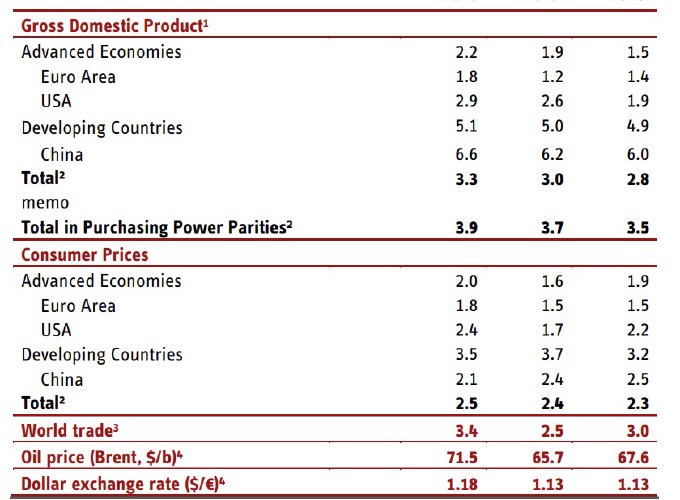 Gross Domestic Product¹
Advanced Economies 2.2 1.9 1.5
Euro Area 1.8 1.2 1.4
USA 2.9 2.6 1.9
Developing Countries 5.1 5.0 4.9
China 6.6 6.2 6.0
Total² 3.3 3.0 2.8
memo
Total in Purchasing Power Parities² 3.9 3.7 3.5
Consumer Prices
Advanced Economies 2.0 1.6 1.9
Euro Area 1.8 1.5 1.5
USA 2.4 1.7 2.2
Developing Countries 3.5 3.7 3.2
China 2.1 2.4 2.5
Total² 2.5 2.4 2.3
World trade³ 3.4 2.5 3.0
Oil price (Brent, $/b)⁴ 71.5 65.7 67.6
Dollar exchange rate ($/€)⁴ 1.18 1.13 1.13